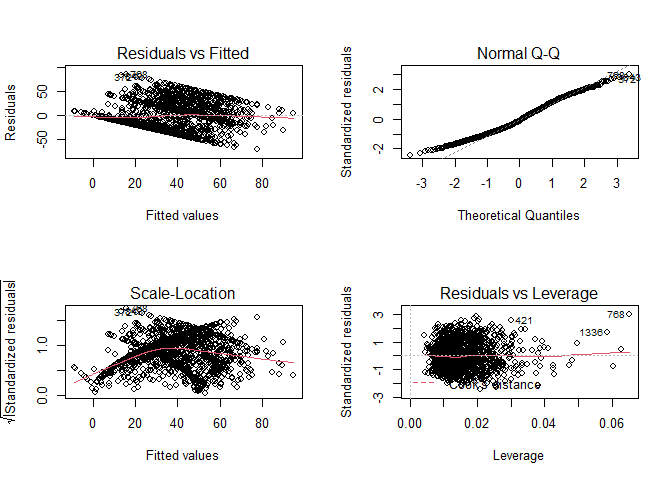 Residuals vs Fitted
Residuals
50
0
-50
0 20 40 60 80
Fitted values
Normal Q-Q
Standardized residuals
2
0
-2
-3 -2 -1 0 1 2 3
Theoretical Quantiles
Scale-Location
√|Standardized residuals|
1.0
0.0
0 20 40 60 80
Fitted values
Residuals vs Leverage
Standardized residuals
3
1
-1
-3
421
768
1336
Cook's distance
0.00 0.02 0.04 0.06
Leverage